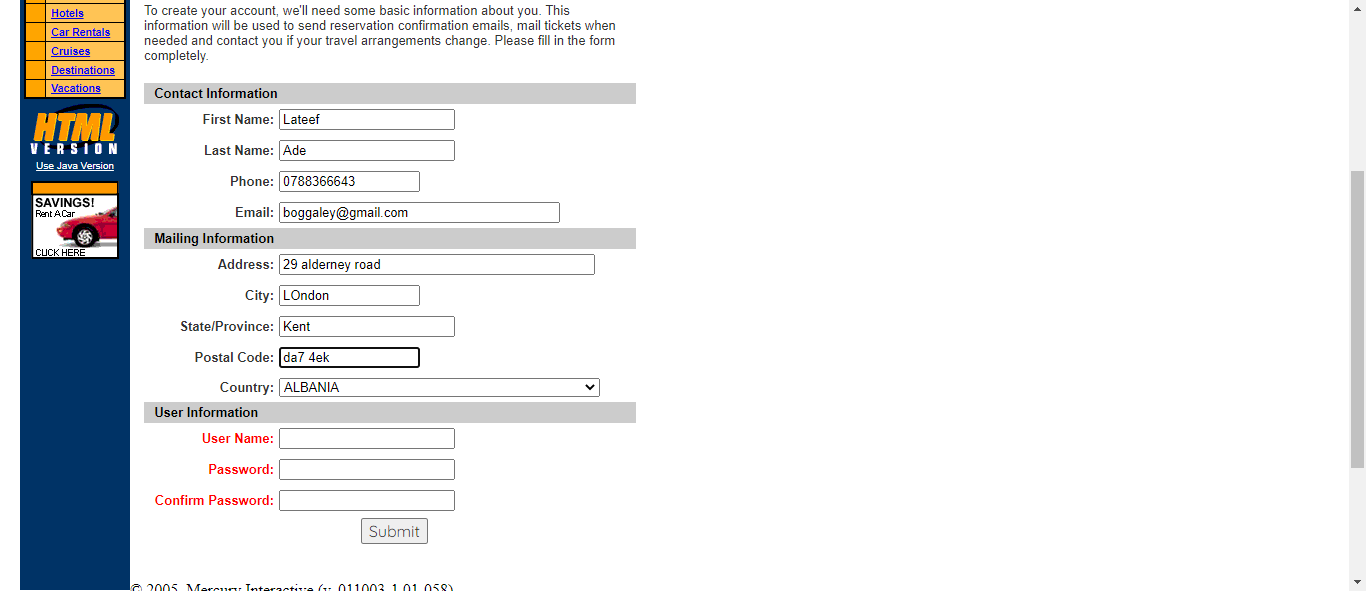 Hotels
Car Rentals
Cruises
Destinations
Vacations
HTML
VERSION
Use Java Version
SAVINGS!
Rent A Car
CLICK HERE
To create your account, we'll need some basic information about you. This
information will be used to send reservation confirmation emails, mail tickets when
needed and contact you if your travel arrangements change. Please fill in the form
completely.
Contact Information
First Name: Lateef
Last Name: Ade
Phone: 0788366643
Email: boggaley@gmail.com
Mailing Information
Address: 29 alderney road
City: LOndon
State/Province: Kent
Postal Code: da7 4ek
Country: ALBANIA
User Information
User Name:
Password:
Confirm Password:
Submit
© 2005, Mercury Interactive (v. 011003-1.01-058)